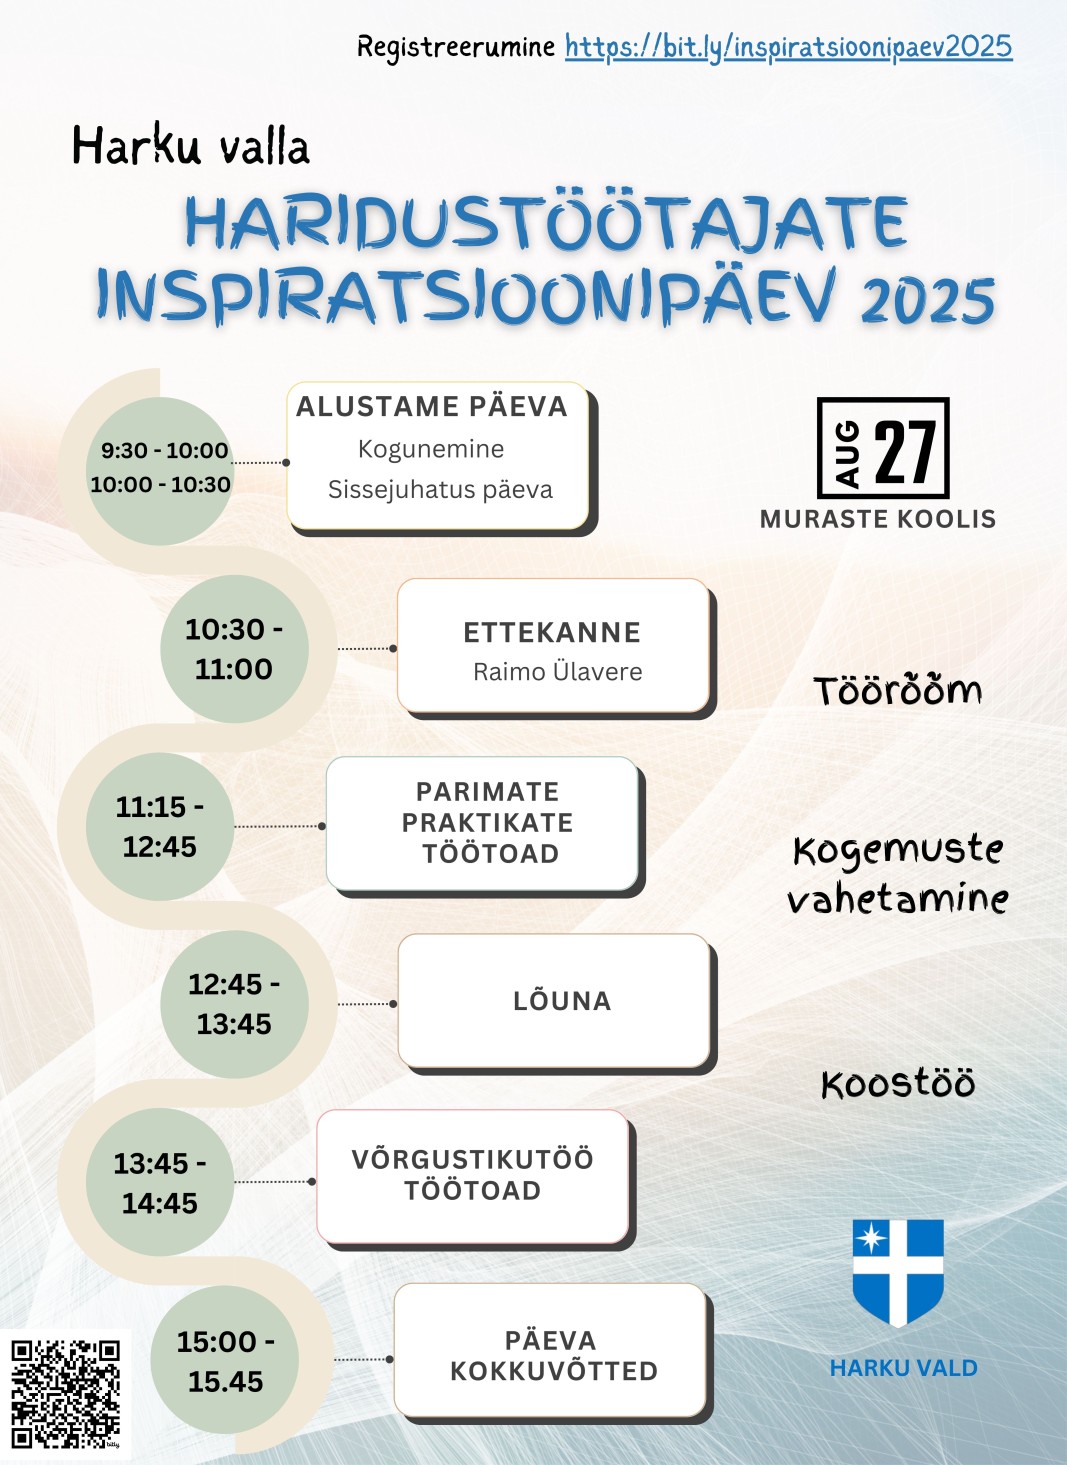 Registreerumine https://bit.ly/inspiratsioonipaev2025
Harku valla
HARIDUSTÖÖTAJATE
INSPIRATSIOONIPÄEV 2025
9:30 - 10:00
10:00 - 10:30
ALUSTAME PÄEVA
Kogunemine
Sissejuhatus päeva
AUG 27
MURASTE KOOLIS
10:30 -
11:00
ETTEKANNE
Raimo Ülavere
Töörõõm
11:15 -
12:45
PARIMATE
PRAKTIKATE
TÖÖTOAD
Kogemuste
vahetamine
12:45 -
13:45
LÕUNA
Koostöö
13:45 -
14:45
VÕRGUSTIKUTÖÖ
TÖÖTOAD
15:00 -
15.45
PÄEVA
KOKKUVÕTTED
HARKU VALD
bitly